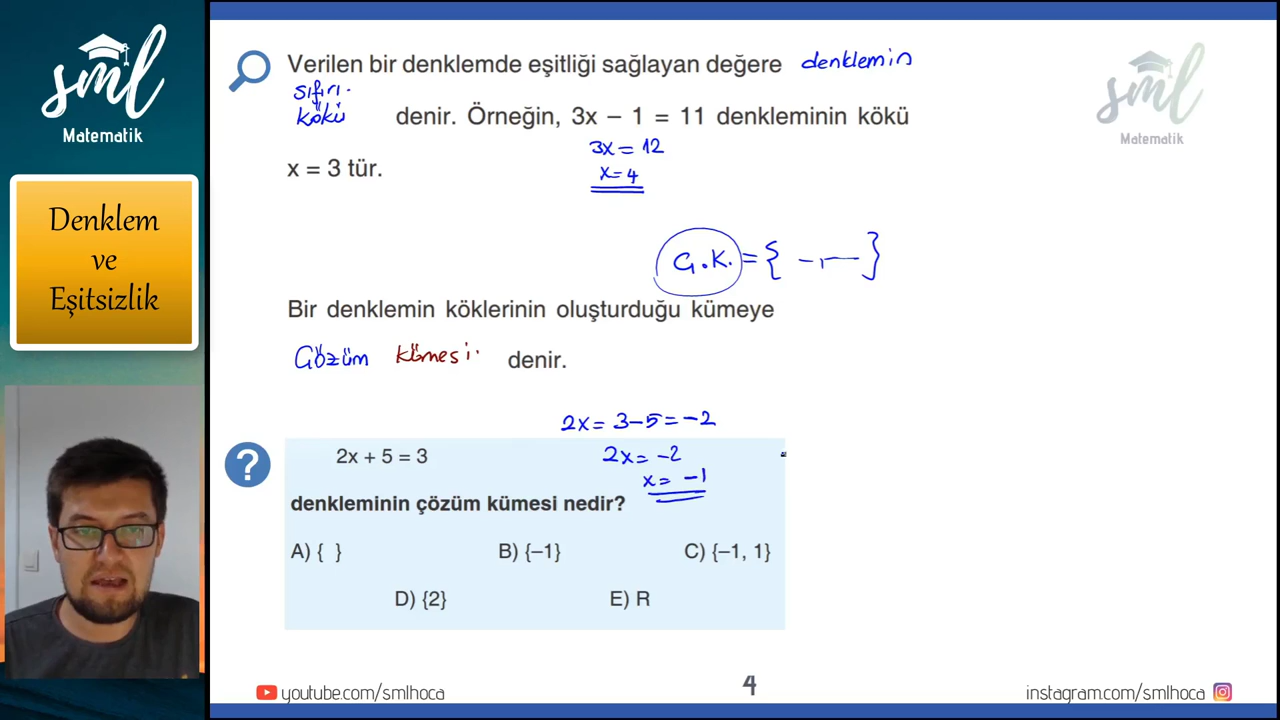 sml
Matematik
Denklem
ve
Eşitsizlik
Verilen bir denklemde eşitliği sağlayan değere denklemin
sıfırı.
kökü denir. Örneğin, 3x – 1 = 11 denkleminin kökü
3x = 12
x = 3 tür.
x = 4
sml
Matematik
Ç.K. = { –, — }
Bir denklemin köklerinin oluşturduğu kümeye
Çözüm Kümesi denir.
2x = 3-5 = -2
2x + 5 = 3
2x = -2
x = -1
denkleminin çözüm kümesi nedir?
A) { } B) {–1} C) {–1, 1}
D) {2} E) R
youtube.com/smlhoca
4
instagram.com/smlhoca